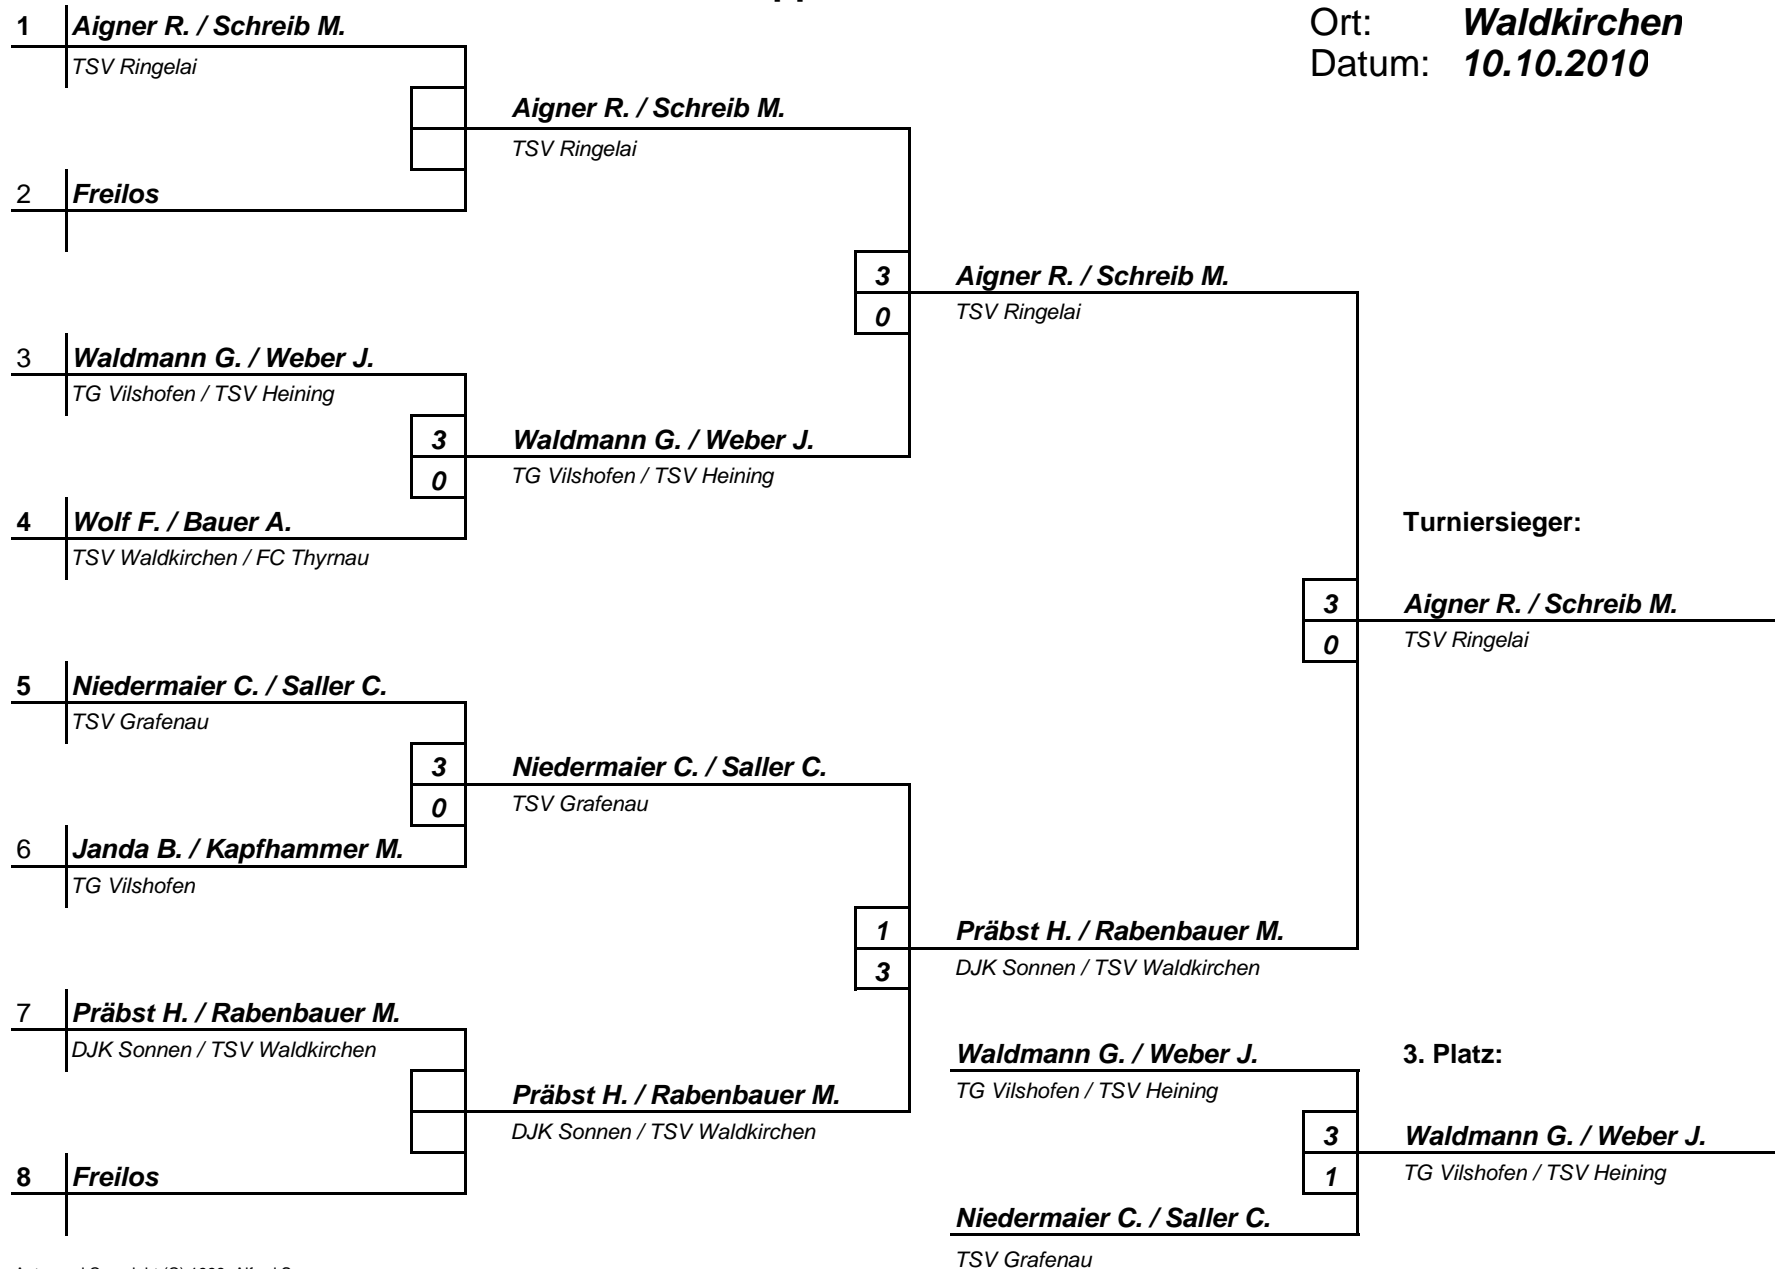 Ort: Waldkirchen
Datum: 10.10.2010
1 Aigner R. / Schreib M.
TSV Ringelai
Aigner R. / Schreib M.
TSV Ringelai
2 Freilos
3 Aigner R. / Schreib M.
0 TSV Ringelai
3 Waldmann G. / Weber J.
TG Vilshofen / TSV Heining
3 Waldmann G. / Weber J.
0 TG Vilshofen / TSV Heining
4 Wolf F. / Bauer A.
TSV Waldkirchen / FC Thyrnau
Turniersieger:
3 Aigner R. / Schreib M.
0 TSV Ringelai
5 Niedermaier C. / Saller C.
TSV Grafenau
3 Niedermaier C. / Saller C.
0 TSV Grafenau
6 Janda B. / Kapfhammer M.
TG Vilshofen
1 Präbst H. / Rabenbauer M.
3 DJK Sonnen / TSV Waldkirchen
7 Präbst H. / Rabenbauer M.
DJK Sonnen / TSV Waldkirchen
Präbst H. / Rabenbauer M.
DJK Sonnen / TSV Waldkirchen
8 Freilos
Waldmann G. / Weber J.
TG Vilshofen / TSV Heining
3. Platz:
3 Waldmann G. / Weber J.
1 TG Vilshofen / TSV Heining
Niedermaier C. / Saller C.
TSV Grafenau